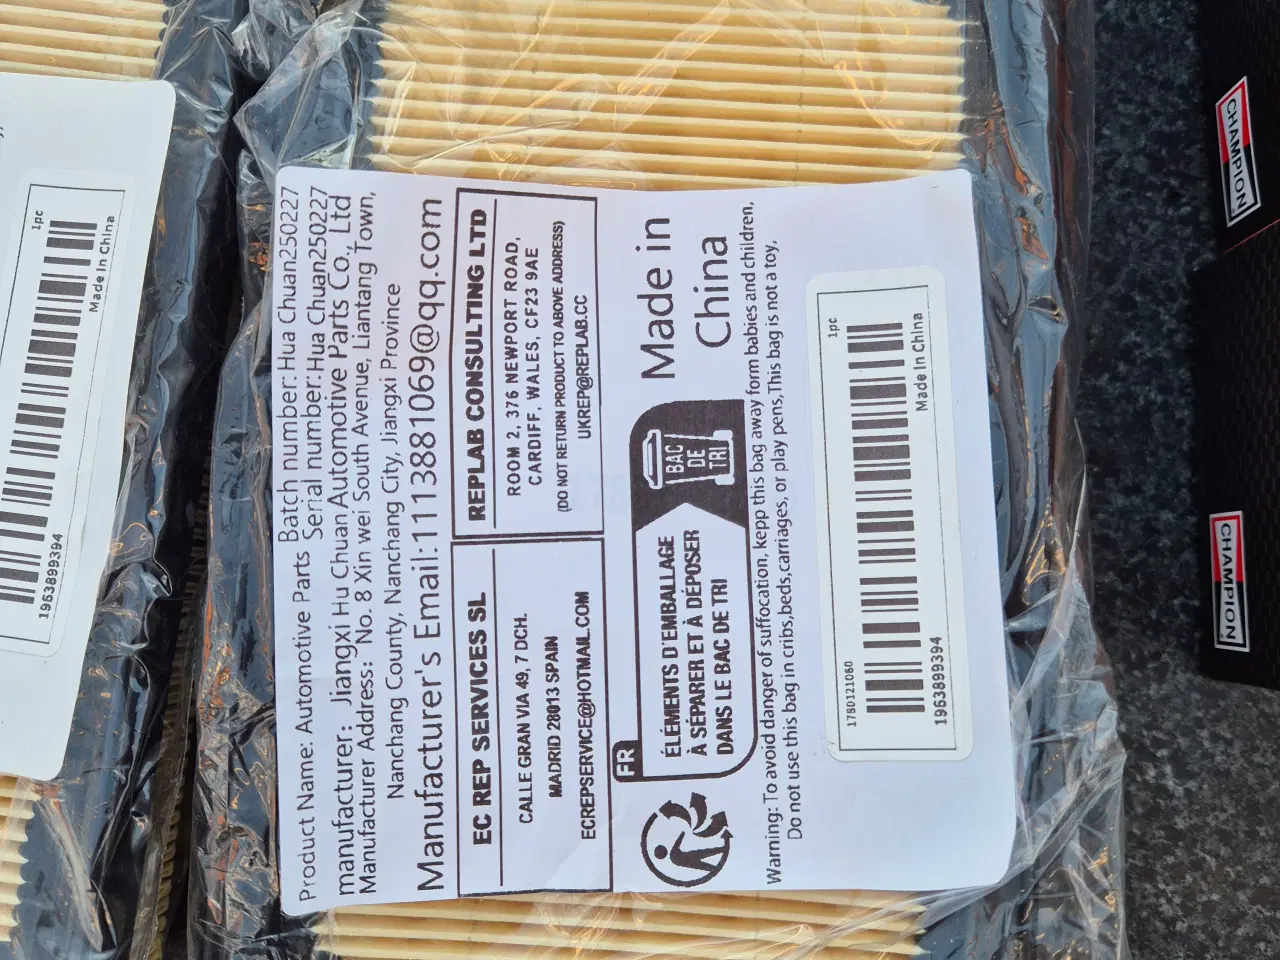 Product Name: Automotive Parts Batch number: Hua Chuan250227
Serial number:Hua Chuan250227
manufacturer: Jiangxi Hu Chuan Automotive Parts Co., Ltd
Manufacturer Address: No. 8 Xin wei South Avenue, Liantang Town,
Nanchang County, Nanchang City, Jiangxi Province
Manufacturer's Email:1113881069@qq.com
EC REP SERVICES SL
CALLE GRAN VIA 49, 7 DCH.
MADRID 28013 SPAIN
ECREPSERVICE@HOTMAIL.COM
REPLAB CONSULTING LTD
ROOM 2, 376 NEWPORT ROAD,
CARDIFF, WALES, CF23 9AE
(DO NOT RETURN PRODUCT TO ABOVE ADDRESS)
UKREP@REPLAB.CC
FR
ÉLÉMENTS D'EMBALLAGE
À SÉPARER ET À DÉPOSER
DANS LE BAC DE TRI
BAC
DE
TRI
Made in
China
Warning: To avoid danger of suffocation, kepp this bag away form babies and children,
Do not use this bag in cribs,beds,carriages, or play pens,This bag is not a toy,
1780121060
1pc
1963899394
Made In China
1pc
1963899394
Made In China
CHAMPION
CHAMPION